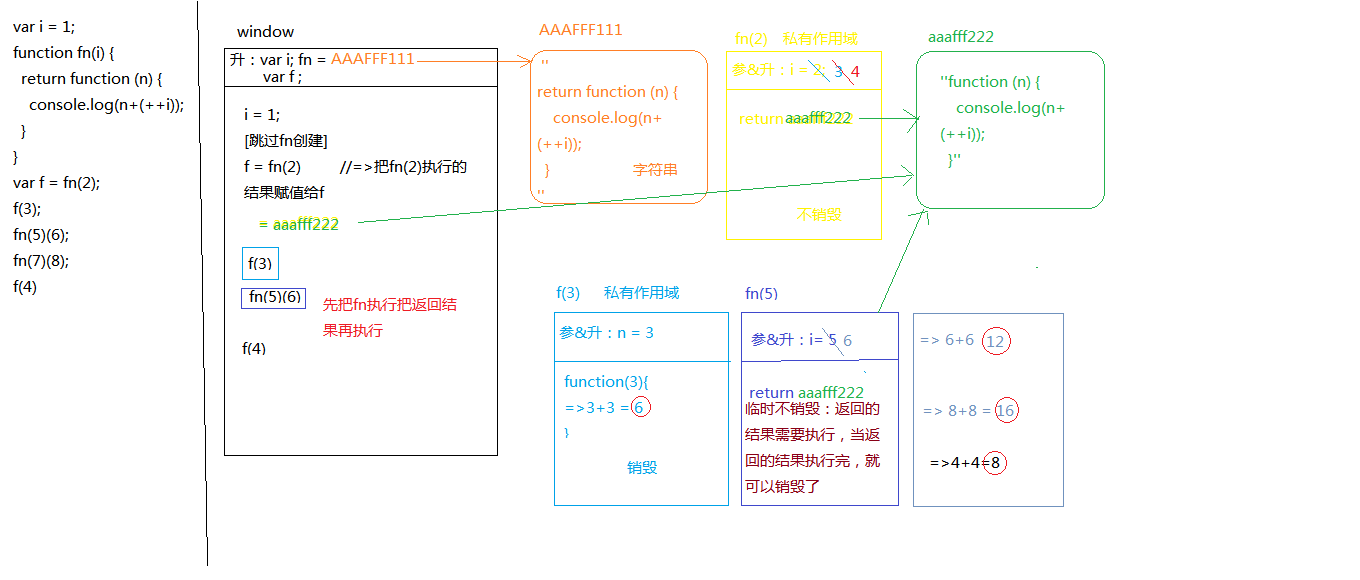 var i = 1;
function fn(i) {
return function (n) {
console.log(n+(++i));
}
}
var f = fn(2);
f(3);
fn(5)(6);
fn(7)(8);
f(4)
window
升：var i; fn = AAAFFF111
var f ;
i = 1;
[跳过fn创建]
f = fn(2) //=>把fn(2)执行的
结果赋值给f
= aaafff222
f(3)
fn(5)(6)
先把fn执行把返回结
果再执行
f(4)
AAAFFF111
"
return function (n) {
console.log(n+
(++i));
}
字符串
"
fn(2) 私有作用域
参&升：i = 2; 3 4
return aaafff222
不销毁
aaafff222
"function (n) {
console.log(n+
(++i));
}"
f(3) 私有作用域
参&升：n = 3
function(3){
=>3+3 = 6
}
销毁
fn(5)
参&升：i= 5 6
return aaafff222
临时不销毁：返回的
结果需要执行，当返
回的结果执行完，就
可以销毁了
=> 6+6 12
=> 8+8 = 16
=>4+4=8